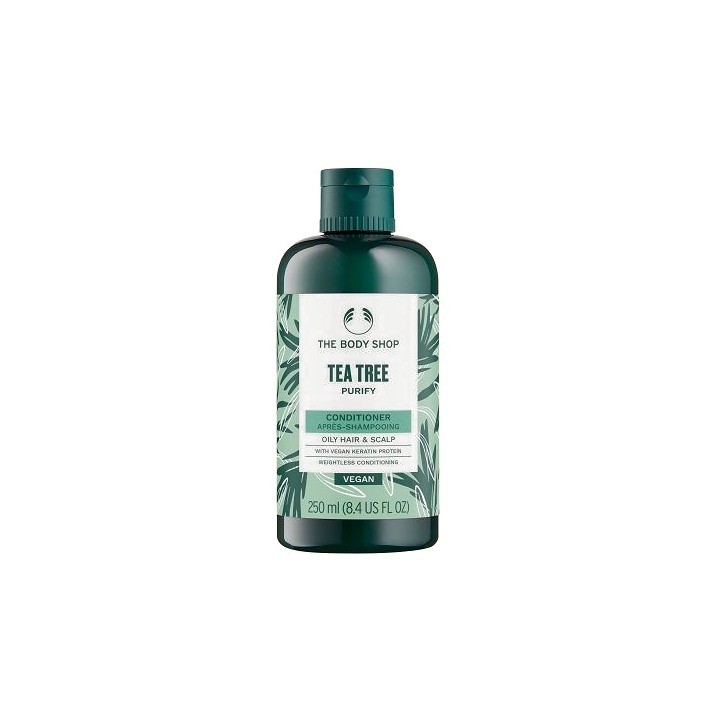 THE BODY SHOP
TEA TREE
PURIFY
CONDITIONER
APRÈS-SHAMPOOING
OILY HAIR & SCALP
WITH VEGAN KERATIN PROTEIN
WEIGHTLESS CONDITIONING
VEGAN
250 ml (8.4 US FL OZ)